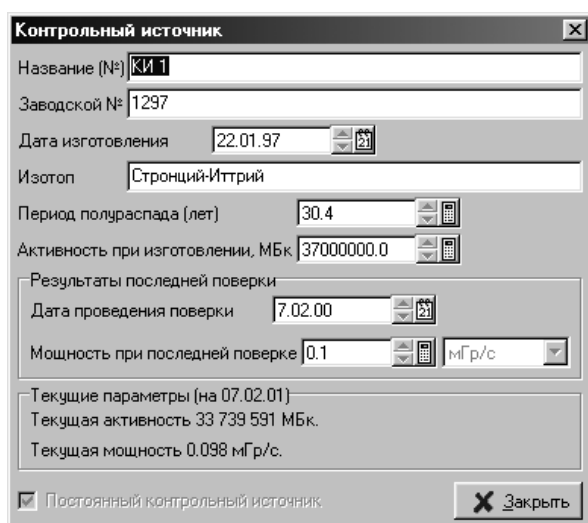 Контрольный источник
Название (№) КИ 1
Заводской № 1297
Дата изготовления 22.01.97
Изотоп Стронций-Иттрий
Период полураспада (лет) 30.4
Активность при изготовлении, МБк 37000000.0
Результаты последней поверки
Дата проведения поверки 7.02.00
Мощность при последней поверке 0.1 мГр/с
Текущие параметры (на 07.02.01)
Текущая активность 33 739 591 МБк.
Текущая мощность 0.098 мГр/с.
Постоянный контрольный источник Закрыть